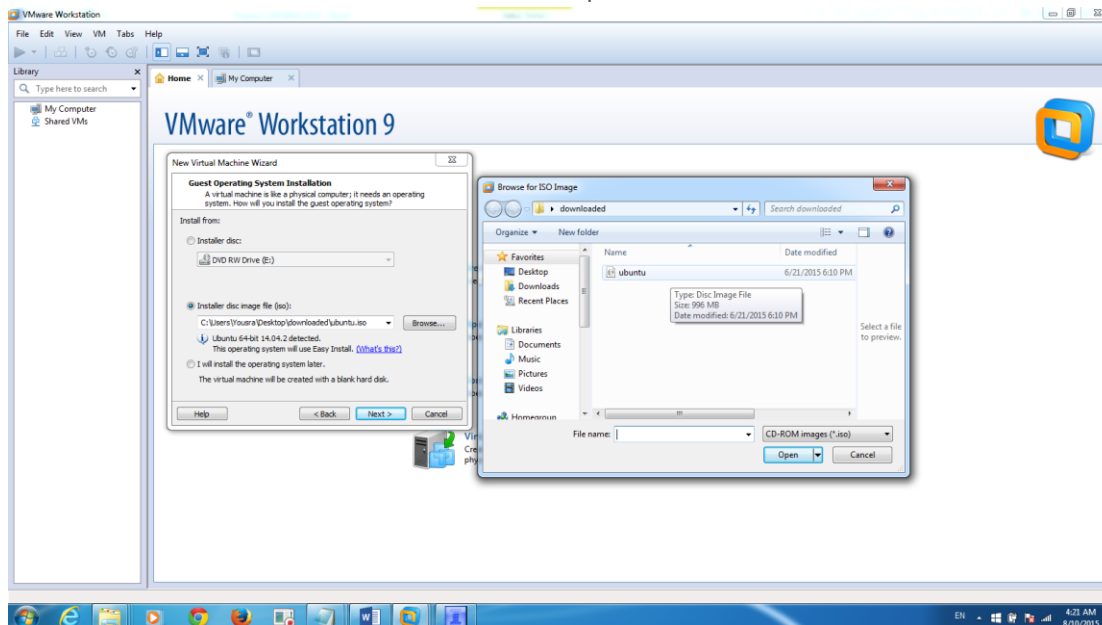 VMware Workstation
File Edit View VM Tabs Help
Library
Type here to search
My Computer
Shared VMs
Home
My Computer
VMware® Workstation 9
New Virtual Machine Wizard
Guest Operating System Installation
A virtual machine is like a physical computer; it needs an operating
system. How will you install the guest operating system?
Install from:
Installer disc:
DVD RW Drive (E:)
Installer disc image file (iso):
C:\Users\Yousra\Desktop\downloaded\ubuntu.iso
Browse...
Ubuntu 64-bit 14.04.2 detected.
This operating system will use Easy Install. (What's this?)
I will install the operating system later.
The virtual machine will be created with a blank hard disk.
Help
< Back
Next >
Cancel
Browse for ISO Image
downloaded
Search downloaded
Organize
New folder
Favorites
Desktop
Downloads
Recent Places
Libraries
Documents
Music
Pictures
Videos
Homegroup
Name
Date modified
ubuntu
6/21/2015 6:10 PM
Type: Disc Image File
Size: 996 MB
Date modified: 6/21/2015 6:10 PM
Select a file
to preview.
File name:
CD-ROM images (*.iso)
Open
Cancel
EN
4:21 AM
8/10/2015